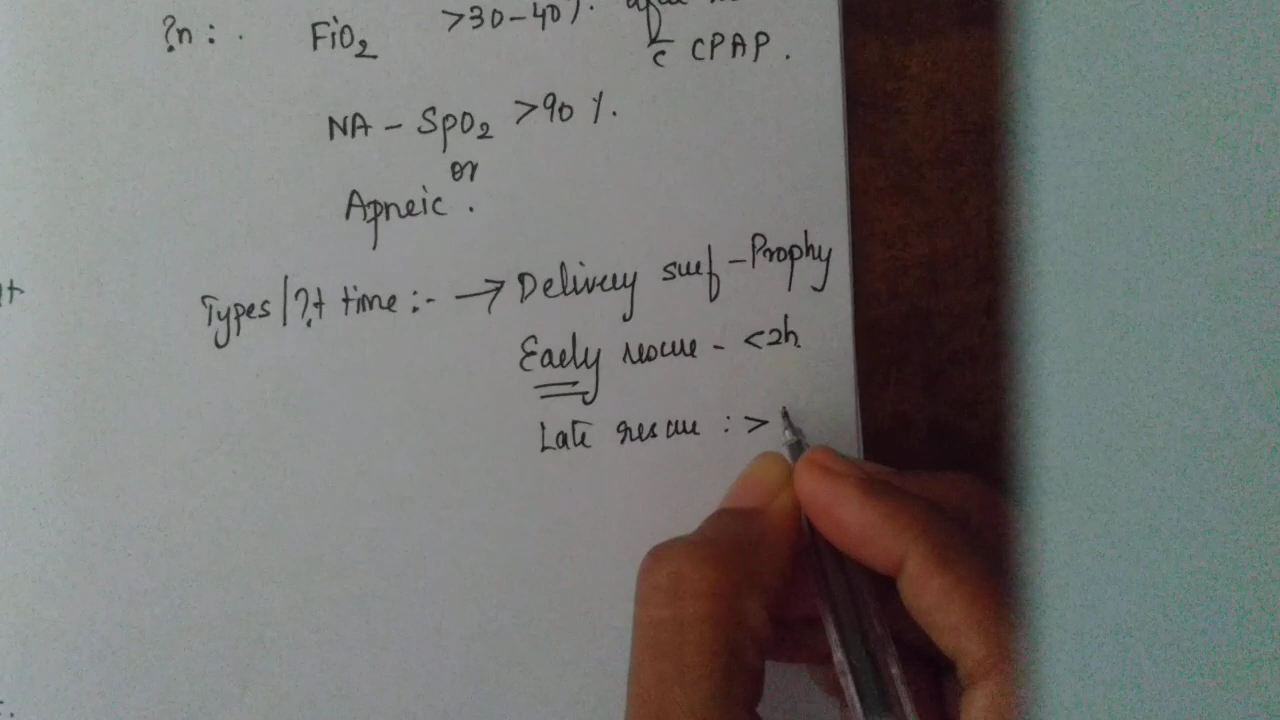 ?n : . FiO2 >30-40%. after
c CPAP.
NA - SpO2 >90 %.
or
Apneic.
Types/?t time :- → Delivery surf - Prophy
Early rescue - <2h
Late rescue : >